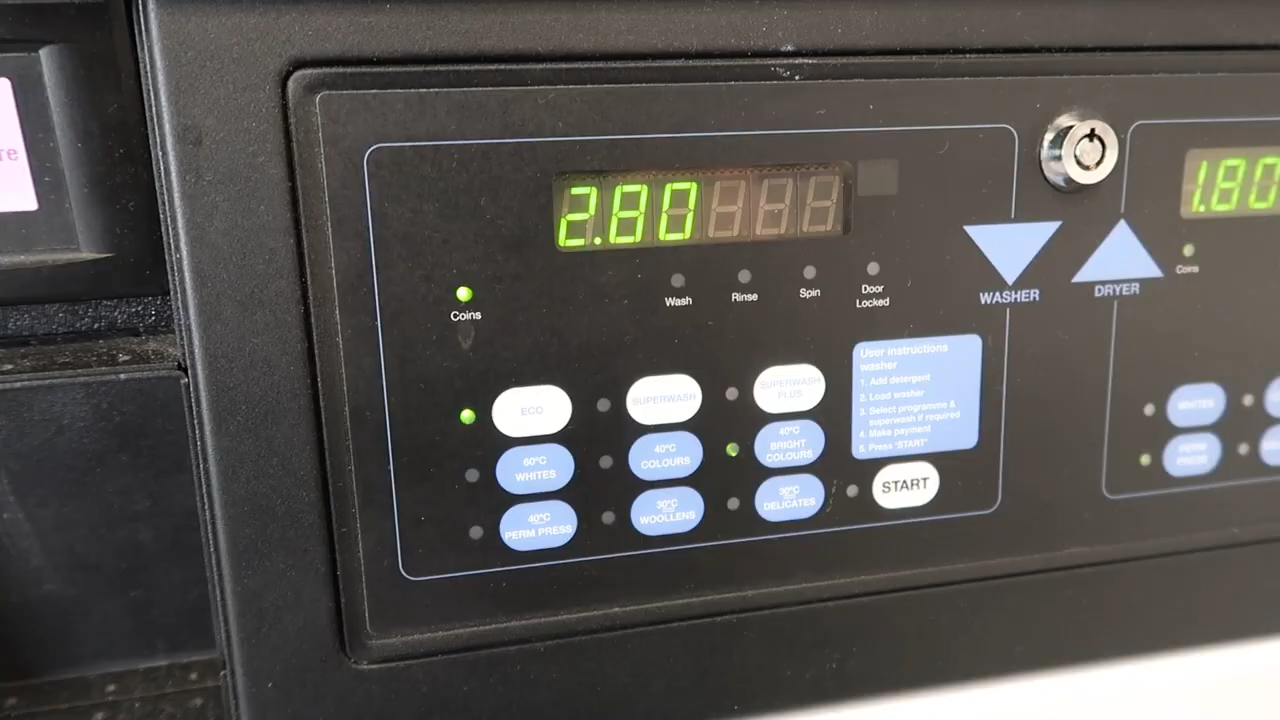 re
2.80
1.80
Coins
Wash
Rinse
Spin
Door
Locked
WASHER
DRYER
Coins
ECO
SUPERWASH
SUPERWASH
PLUS
60°C
WHITES
40°C
COLOURS
40°C
BRIGHT
COLOURS
40°C
PERM PRESS
30°C
WOOLLENS
30°C
DELICATES
User instructions
washer
1. Add detergent
2. Load washer
3. Select programme &
superwash if required
4. Make payment
5. Press "START"
START
WHITES
PERM
PRESS